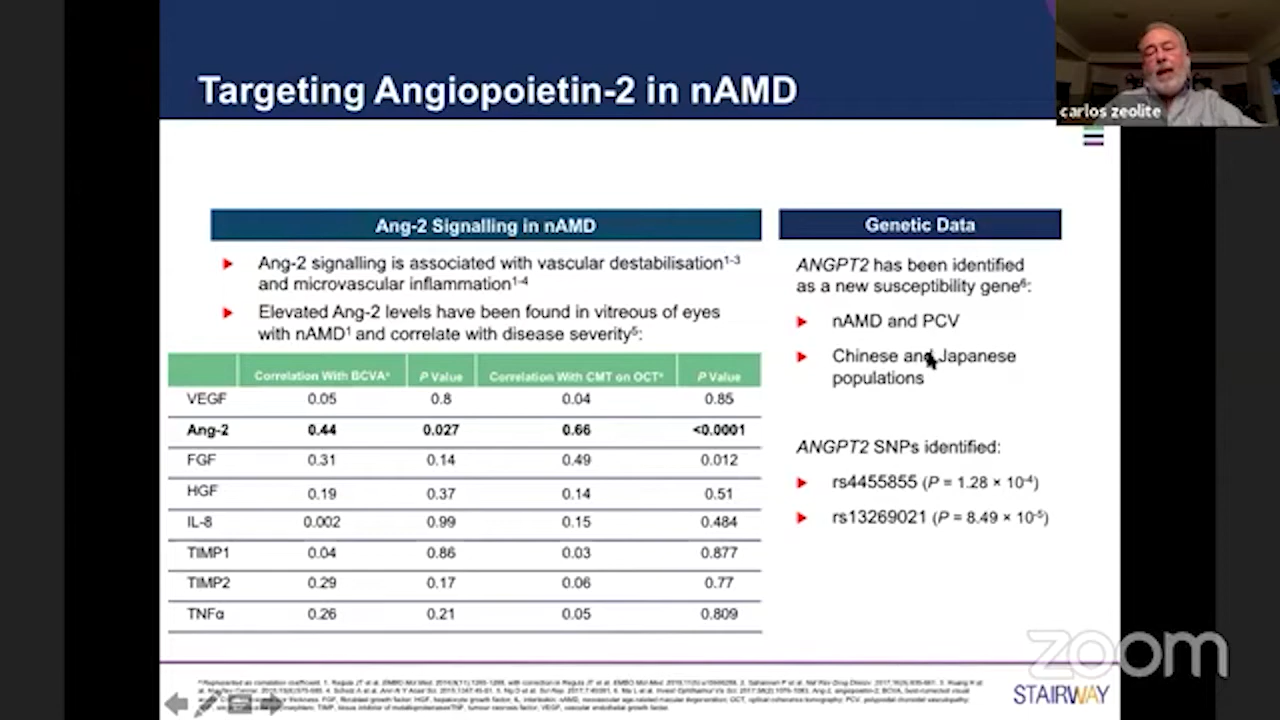 Targeting Angiopoietin-2 in nAMD
carlos zeolite
Ang-2 Signalling in nAMD
Ang-2 signalling is associated with vascular destabilisation¹⁻³
and microvascular inflammation¹⁻⁴
Elevated Ang-2 levels have been found in vitreous of eyes
with nAMD¹ and correlate with disease severity⁵:
Correlation With BCVAᵃ P Value Correlation With CMT on OCTᵃ P Value
VEGF 0.05 0.8 0.04 0.85
Ang-2 0.44 0.027 0.66 <0.0001
FGF 0.31 0.14 0.49 0.012
HGF 0.19 0.37 0.14 0.51
IL-8 0.002 0.99 0.15 0.484
TIMP1 0.04 0.86 0.03 0.877
TIMP2 0.29 0.17 0.06 0.77
TNFα 0.26 0.21 0.05 0.809
Genetic Data
ANGPT2 has been identified
as a new susceptibility gene⁶:
nAMD and PCV
Chinese and Japanese
populations
ANGPT2 SNPs identified:
rs4455855 (P = 1.28 × 10⁻⁴)
rs13269021 (P = 8.49 × 10⁻⁵)
zoom
STAIRWAY